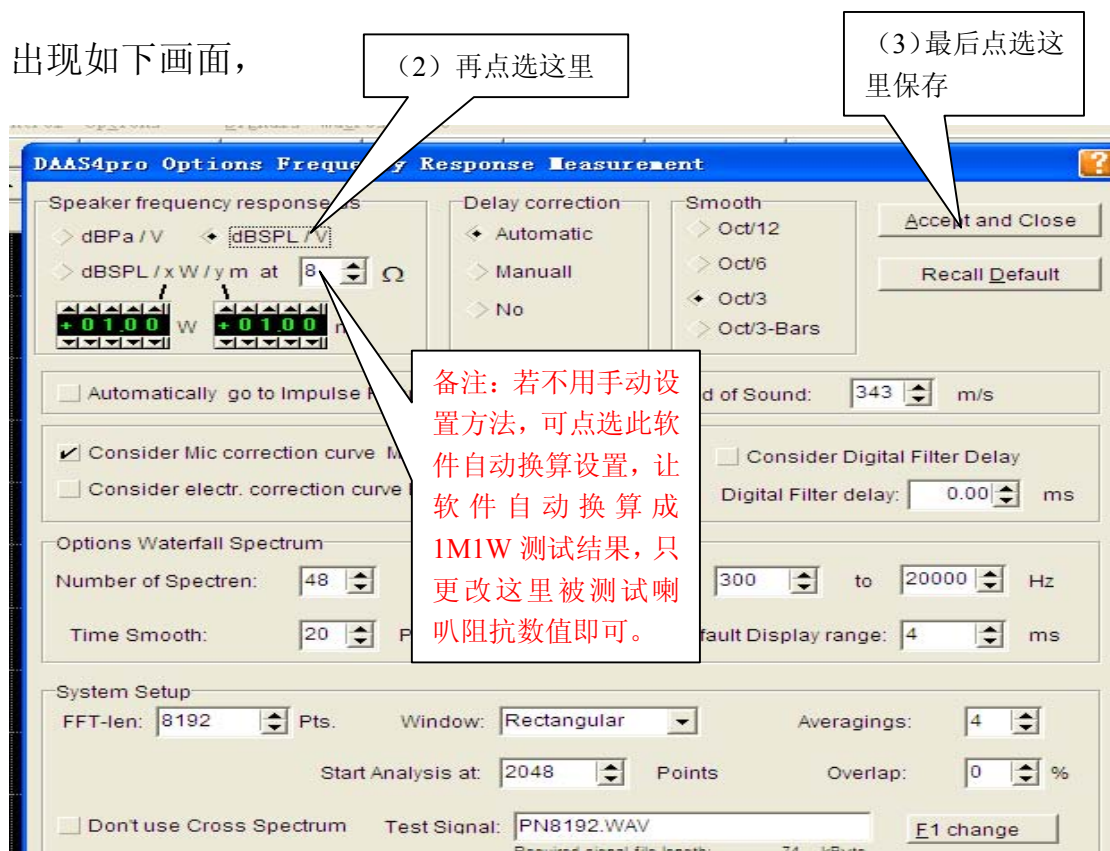 出现如下画面，
（2）再点选这里
（3）最后点选这
里保存
DAAS4pro Options Frequency Response Measurement
?
Speaker frequency response as
dBPa / V
dBSPL / V
dBSPL / x W / y m at 8 Ω
+01.00 W +01.00
Delay correction
Automatic
Manuall
No
Smooth
Oct/12
Oct/6
Oct/3
Oct/3-Bars
Accept and Close
Recall Default
Automatically go to Impulse
d of Sound: 343 m/s
Consider Mic correction curve
Consider electr. correction curve
Consider Digital Filter Delay
Digital Filter delay: 0.00 ms
备注：若不用手动设
置方法，可点选此软
件自动换算设置，让
软件自动换算成
1M1W 测试结果，只
更改这里被测试喇
叭阻抗数值即可。
Options Waterfall Spectrum
Number of Spectren: 48
300 to 20000 Hz
Time Smooth: 20 P
fault Display range: 4 ms
System Setup
FFT-len: 8192 Pts. Window: Rectangular Averagings: 4
Start Analysis at: 2048 Points Overlap: 0 %
Don't use Cross Spectrum Test Signal: PN8192.WAV F1 change